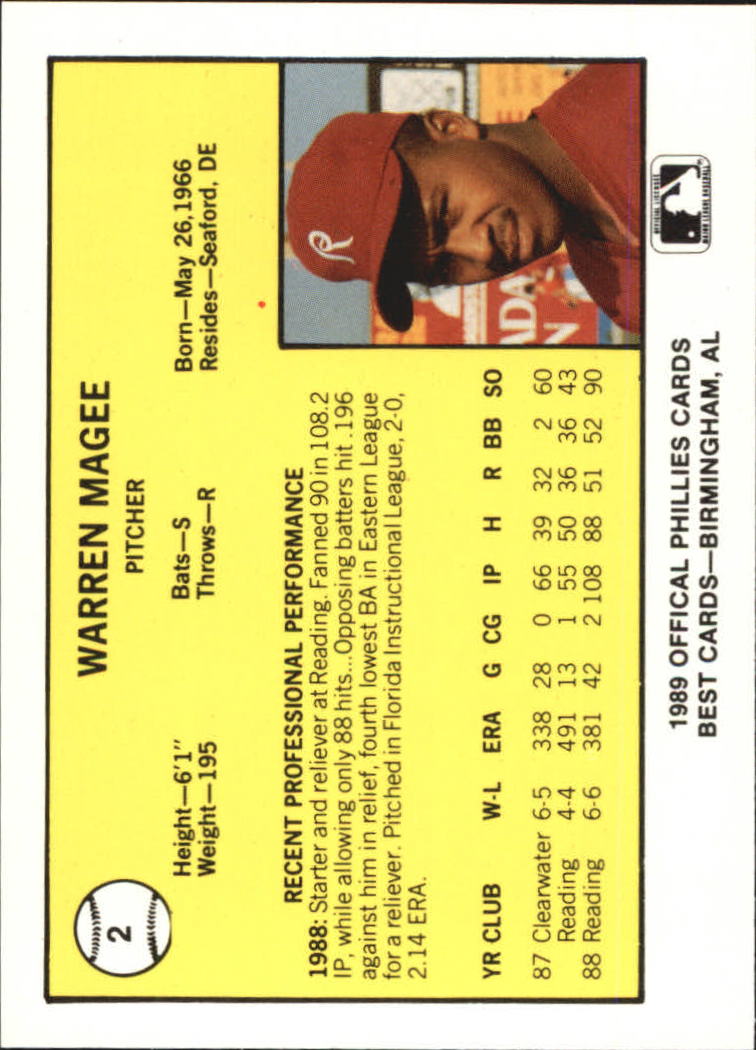 2
WARREN MAGEE
PITCHER
Height—6'1" Bats—S Born—May 26,1966
Weight—195 Throws—R Resides—Seaford, DE
RECENT PROFESSIONAL PERFORMANCE
1988: Starter and reliever at Reading. Fanned 90 in 108.2
IP, while allowing only 88 hits...Opposing batters hit .196
against him in relief, fourth lowest BA in Eastern League
for a reliever. Pitched in Florida Instructional League, 2-0,
2.14 ERA.
YR CLUB W-L ERA G CG IP H R BB SO
87 Clearwater 6-5 338 28 0 66 39 32 2 60
Reading 4-4 491 13 1 55 50 36 36 43
88 Reading 6-6 381 42 2 108 88 51 52 90
R
ADA
N
1989 OFFICAL PHILLIES CARDS
BEST CARDS—BIRMINGHAM, AL
OFFICIAL LICENSEE
MAJOR LEAGUE BASEBALL